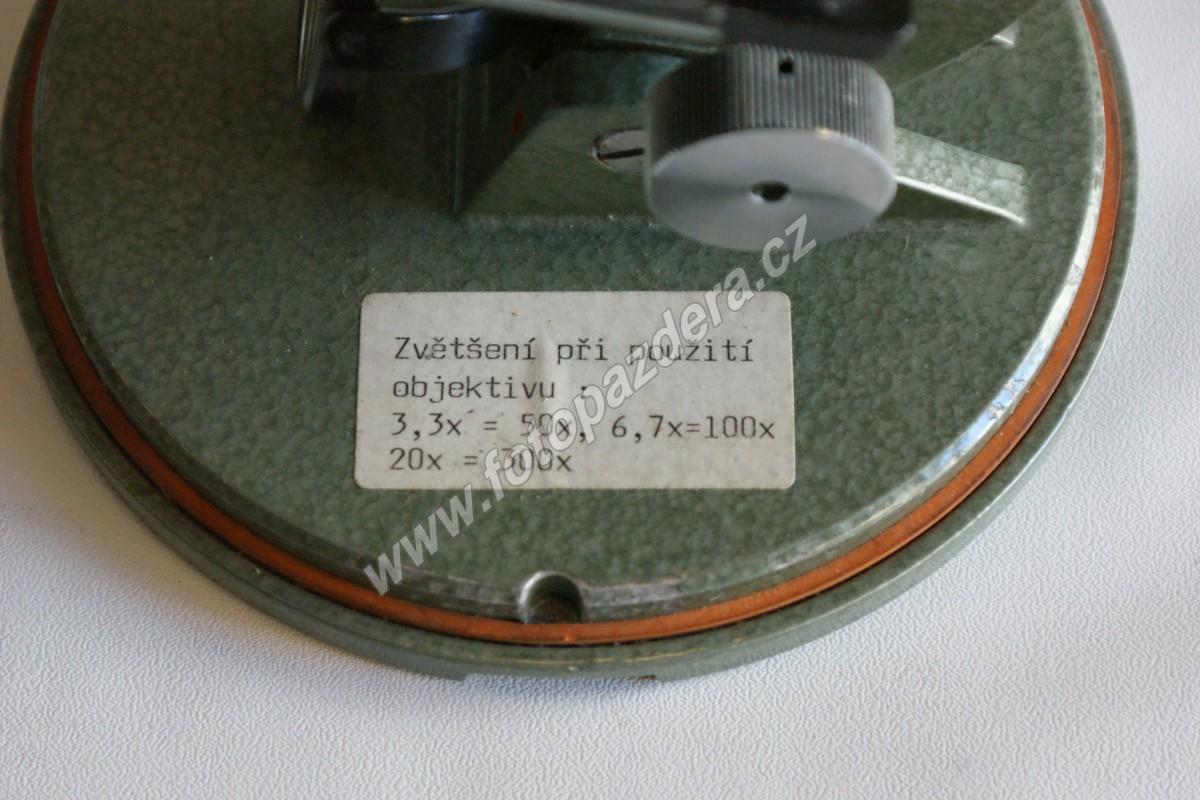 Zvětšení při použití
objektivu :
3,3x = 50x, 6,7x=100x
20x = 300x
www.fotopazdera.cz